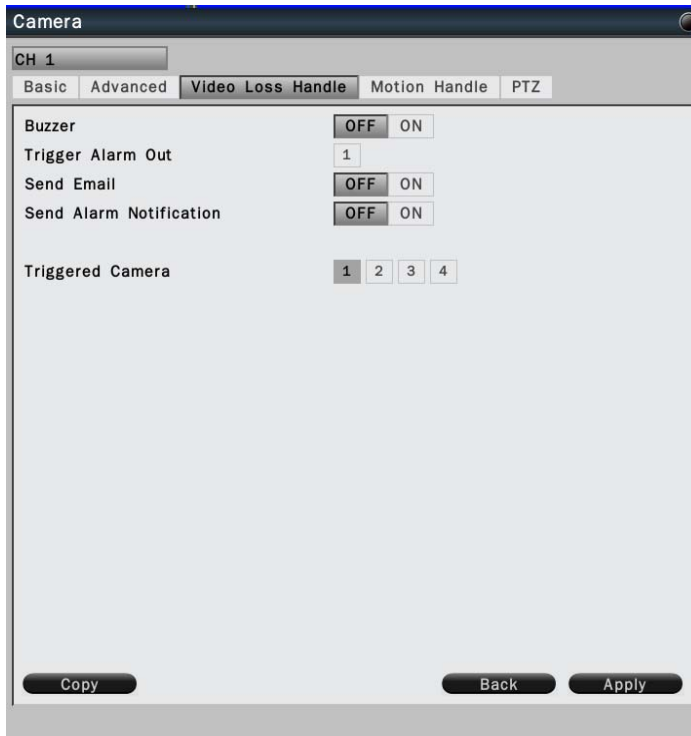 Camera
CH 1
Basic Advanced Video Loss Handle Motion Handle PTZ
Buzzer OFF ON
Trigger Alarm Out 1
Send Email OFF ON
Send Alarm Notification OFF ON
Triggered Camera 1 2 3 4
Copy Back Apply